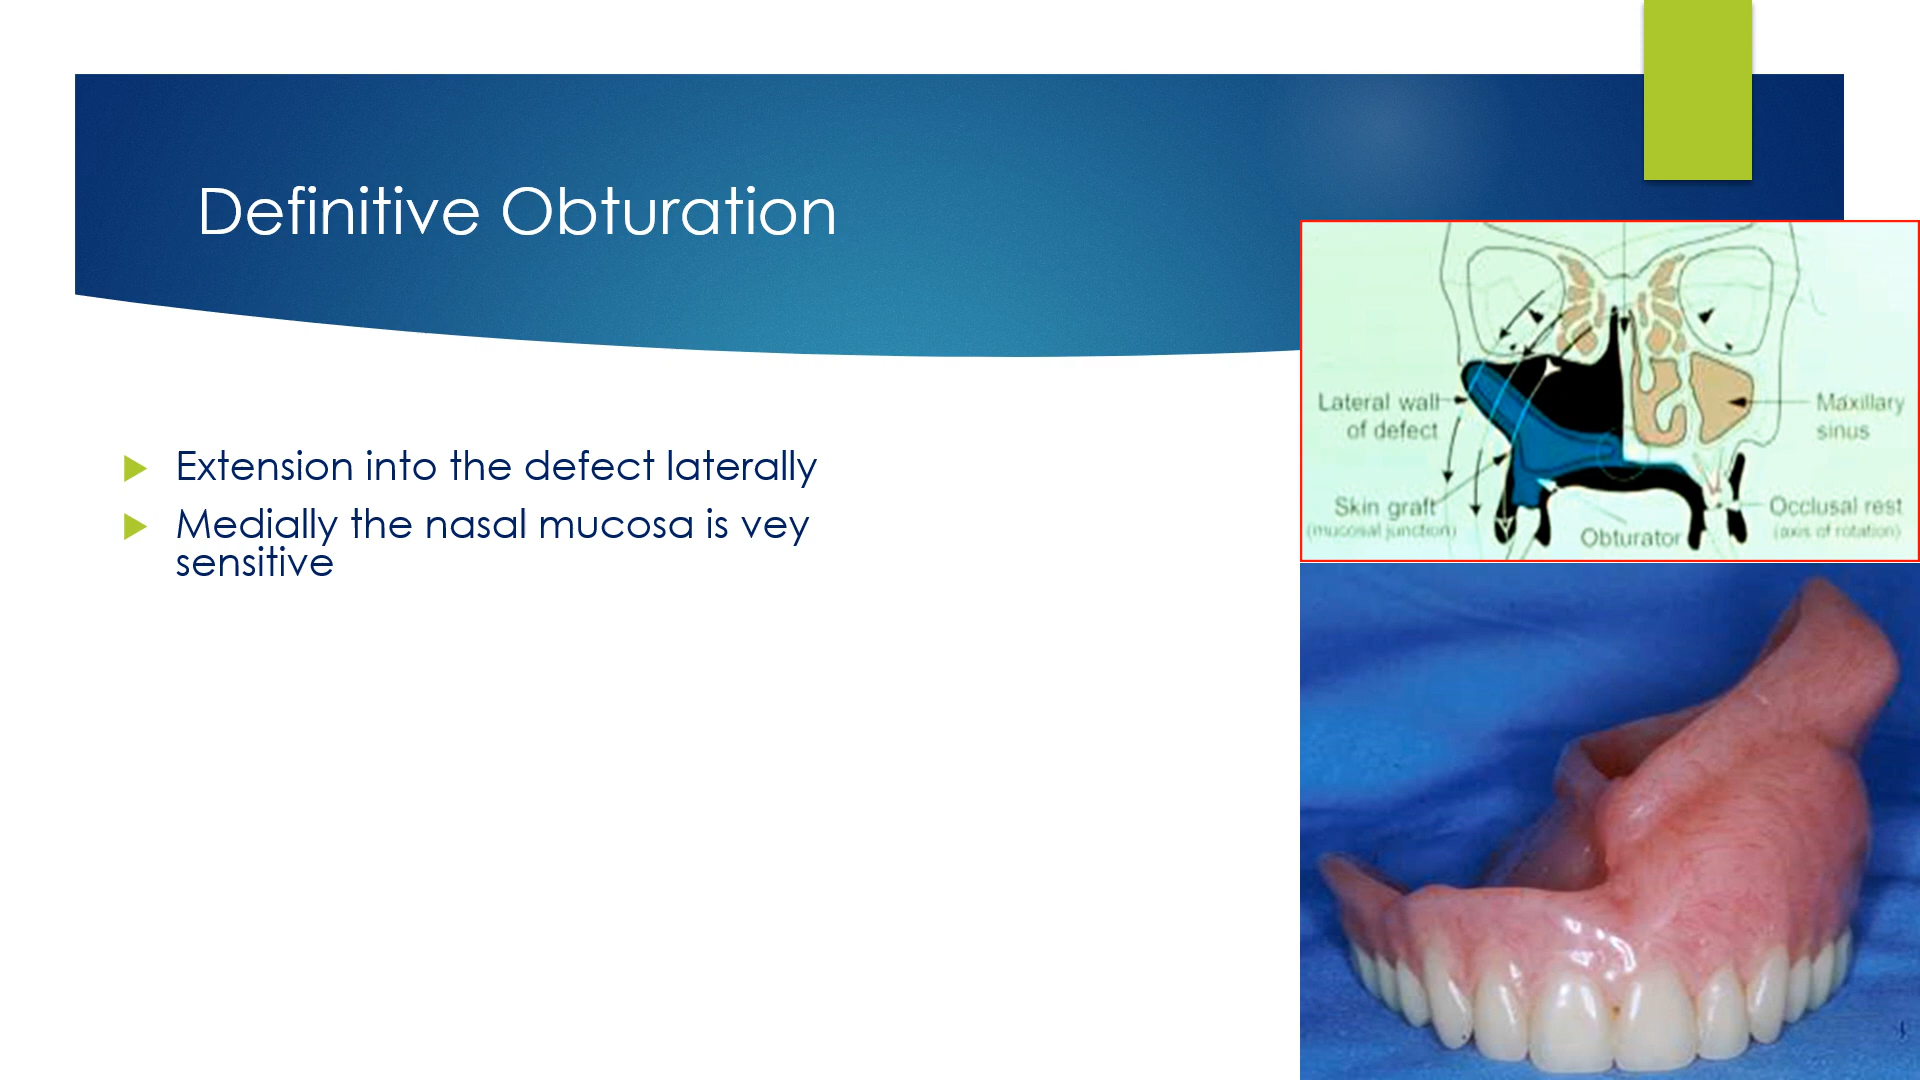 Definitive Obturation
Extension into the defect laterally
Medially the nasal mucosa is vey
sensitive
Lateral wall
of defect
Maxillary
sinus
Skin graft
(mucosal junction)
Obturator
Occlusal rest
(axis of rotation)